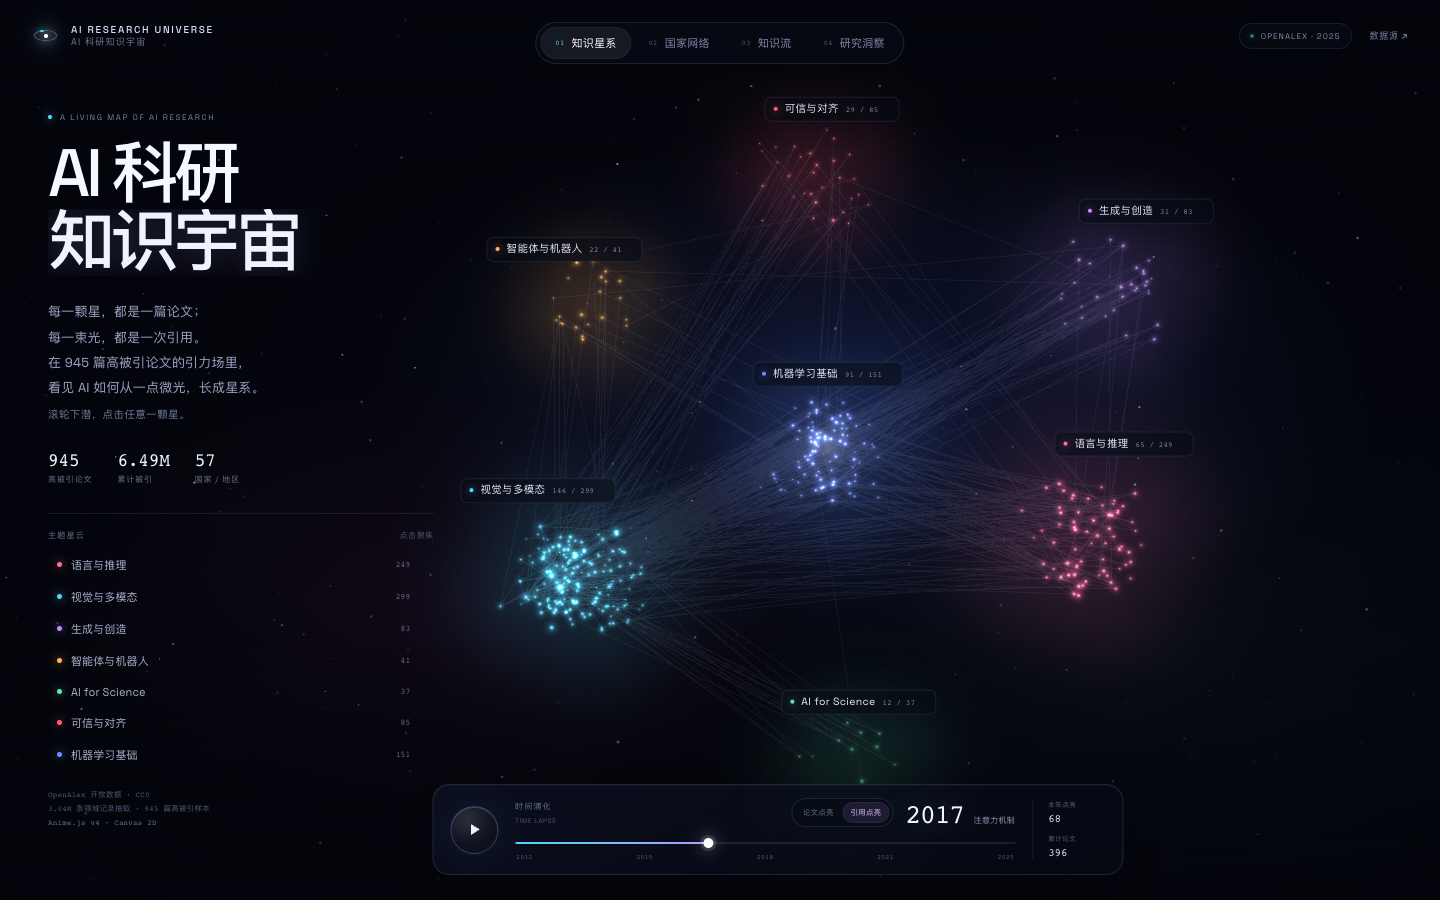 AI RESEARCH UNIVERSE
AI 科研知识宇宙
01 知识星系
02 国家网络
03 知识流
04 研究洞察
OPENALEX · 2025
数据源 ↗
A LIVING MAP OF AI RESEARCH
AI 科研
知识宇宙
每一颗星，都是一篇论文；
每一束光，都是一次引用。
在 945 篇高被引论文的引力场里，
看见 AI 如何从一点微光，长成星系。
滚轮下潜，点击任意一颗星。
945
高被引论文
6.49M
累计被引
57
国家 / 地区
主题星云
点击聚焦
语言与推理 249
视觉与多模态 299
生成与创造 83
智能体与机器人 41
AI for Science 37
可信与对齐 85
机器学习基础 151
OpenAlex 开放数据 · CC0
3.04M 条领域记录抽取 · 945 篇高被引样本
Anime.js v4 · Canvas 2D
可信与对齐 29 / 85
生成与创造 31 / 83
智能体与机器人 22 / 41
机器学习基础 91 / 151
语言与推理 65 / 249
视觉与多模态 146 / 299
AI for Science 12 / 37
时间演化
TIME LAPSE
论文点亮
引用点亮
2017 注意力机制
2012
2015
2018
2021
2025
本年点亮
68
累计论文
396